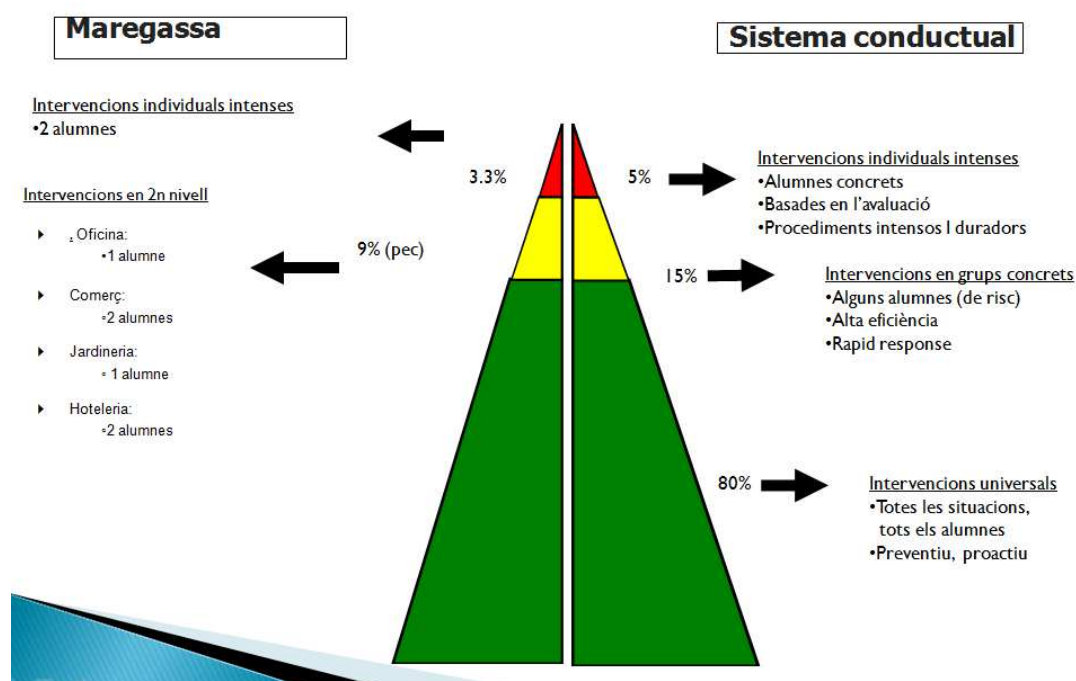 Maregassa
Sistema conductual
Intervencions individuals intenses
•2 alumnes
3.3%
Intervencions en 2n nivell
, Oficina:
•1 alumne
Comerç:
◦2 alumnes
Jardineria:
◦ 1 alumne
Hoteleria:
◦2 alumnes
9% (pec)
5%
Intervencions individuals intenses
•Alumnes concrets
•Basades en l'avaluació
•Procediments intensos I duradors
15%
Intervencions en grups concrets
•Alguns alumnes (de risc)
•Alta eficiència
•Rapid response
80%
Intervencions universals
•Totes les situacions,
tots els alumnes
•Preventiu, proactiu